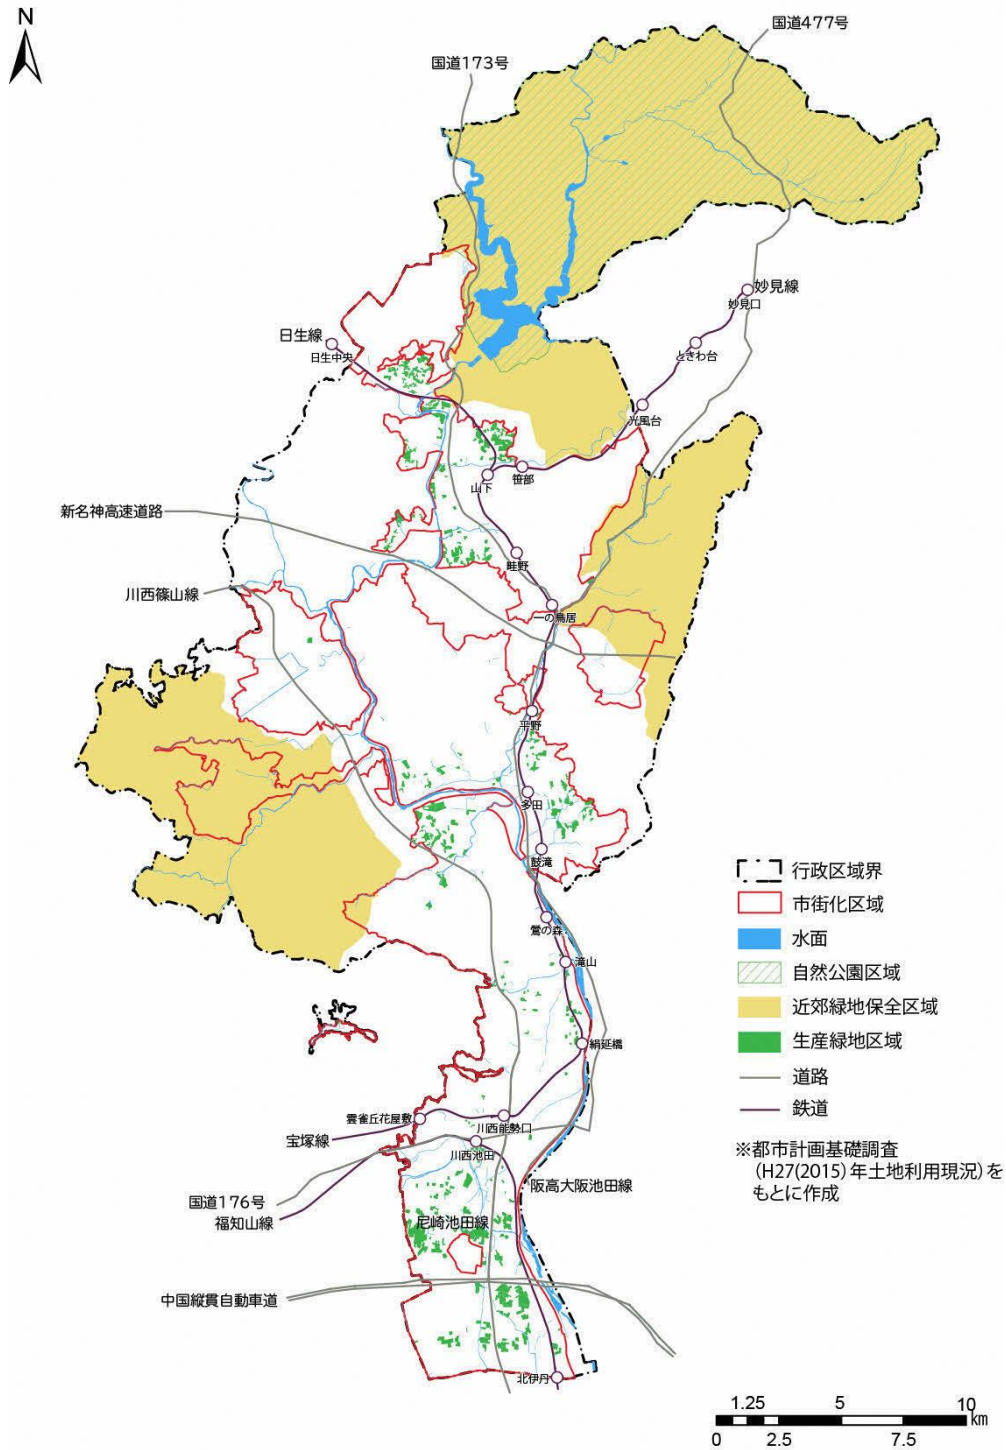 N
国道477号
国道173号
妙見線
妙見口
日生線
日生中央
ときわ台
光風台
笹部
山下
新名神高速道路
畦野
川西篠山線
一の鳥居
平野
多田
鼓滝
鶯の森
滝山
絹延橋
雲雀丘花屋敷
川西能勢口
宝塚線
川西池田
阪高大阪池田線
国道176号
福知山線
尼崎池田線
中国縦貫自動車道
北伊丹
行政区域界
市街化区域
水面
自然公園区域
近郊緑地保全区域
生産緑地区域
道路
鉄道
※都市計画基礎調査
(H27(2015)年土地利用現況)を
もとに作成
1.25 5 10
km
0 2.5 7.5